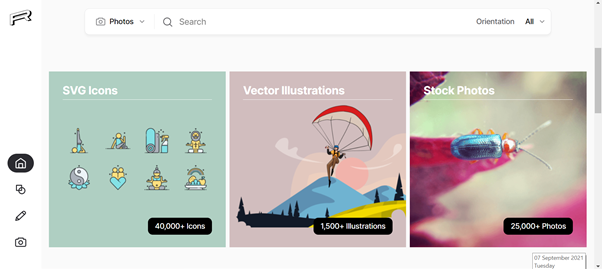 Photos
Search
Orientation
All
SVG Icons
Vector Illustrations
Stock Photos
40,000+ Icons
1,500+ Illustrations
25,000+ Photos
07 September 2021
Tuesday